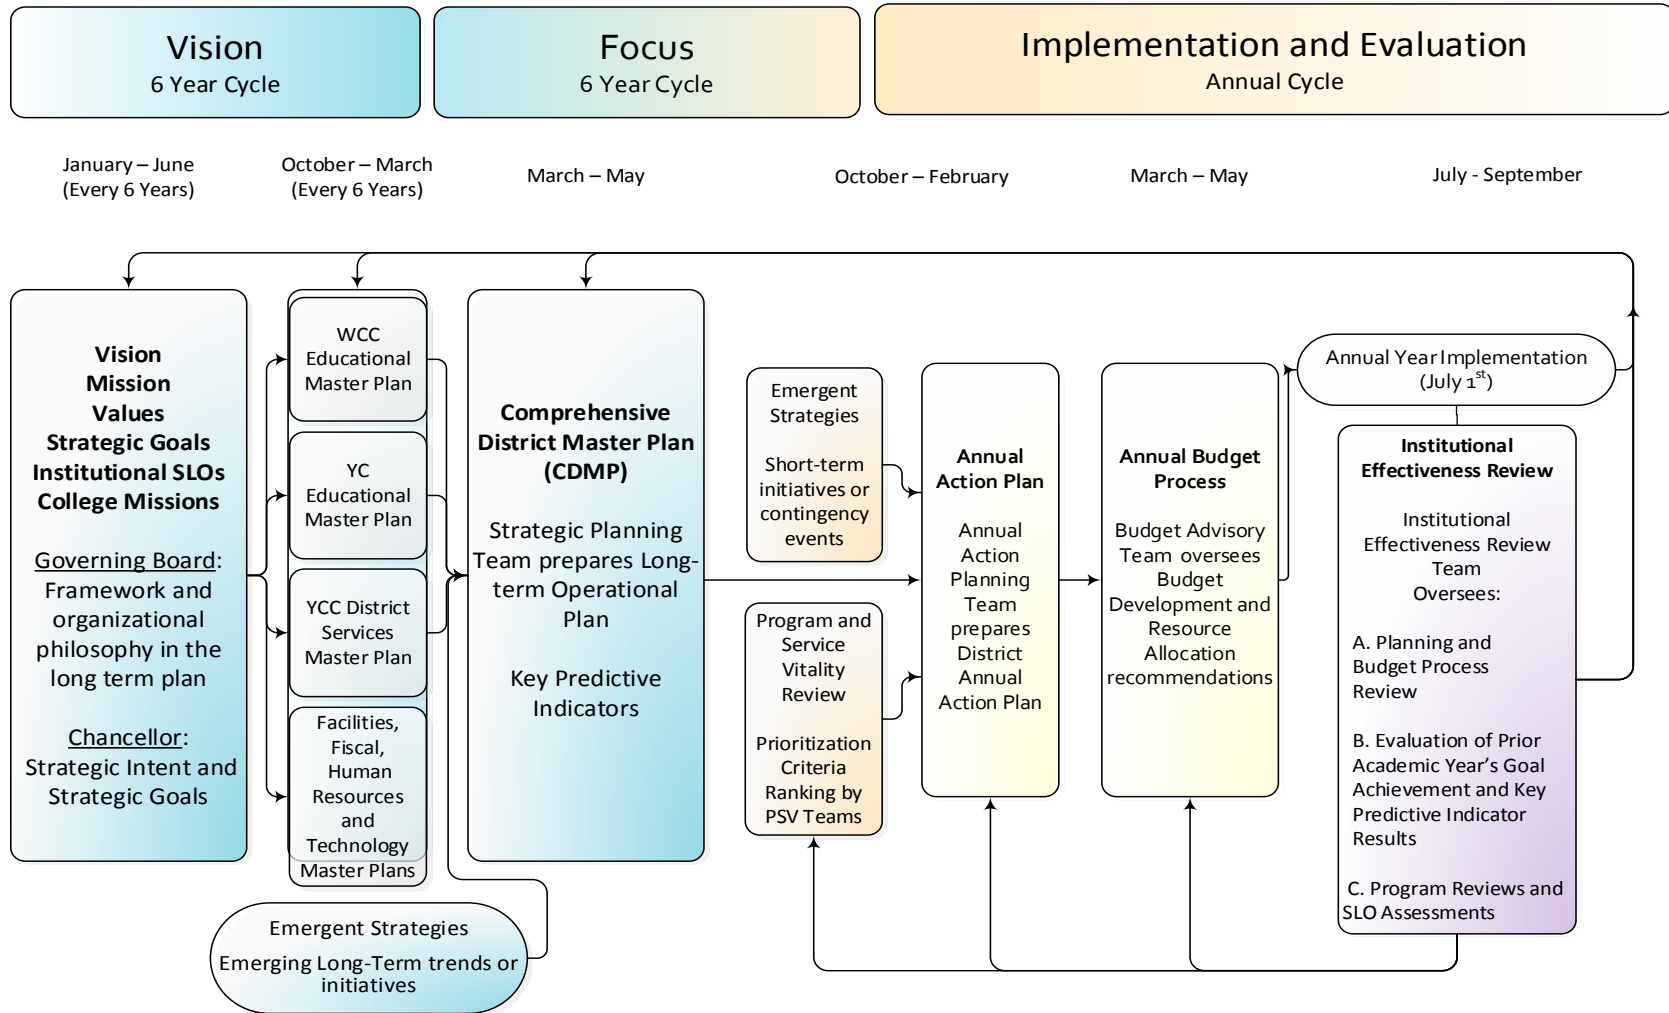 Vision
6 Year Cycle
Focus
6 Year Cycle
Implementation and Evaluation
Annual Cycle
January – June
(Every 6 Years)
October – March
(Every 6 Years)
March – May
October – February
March – May
July - September
Vision
Mission
Values
Strategic Goals
Institutional SLOs
College Missions
Governing Board:
Framework and
organizational
philosophy in the
long term plan
Chancellor:
Strategic Intent and
Strategic Goals
WCC
Educational
Master Plan
YC
Educational
Master Plan
YCC District
Services
Master Plan
Facilities,
Fiscal,
Human
Resources
and
Technology
Master Plans
Emergent Strategies
Emerging Long-Term trends or
initiatives
Comprehensive
District Master Plan
(CDMP)
Strategic Planning
Team prepares Long-
term Operational
Plan
Key Predictive
Indicators
Emergent
Strategies
Short-term
initiatives or
contingency
events
Program and
Service
Vitality
Review
Prioritization
Criteria
Ranking by
PSV Teams
Annual
Action Plan
Annual
Action
Planning
Team
prepares
District
Annual
Action Plan
Annual Budget
Process
Budget Advisory
Team oversees
Budget
Development and
Resource
Allocation
recommendations
Annual Year Implementation
(July 1st)
Institutional
Effectiveness Review
Institutional
Effectiveness Review
Team
Oversees:
A. Planning and
Budget Process
Review
B. Evaluation of Prior
Academic Year's Goal
Achievement and Key
Predictive Indicator
Results
C. Program Reviews and
SLO Assessments